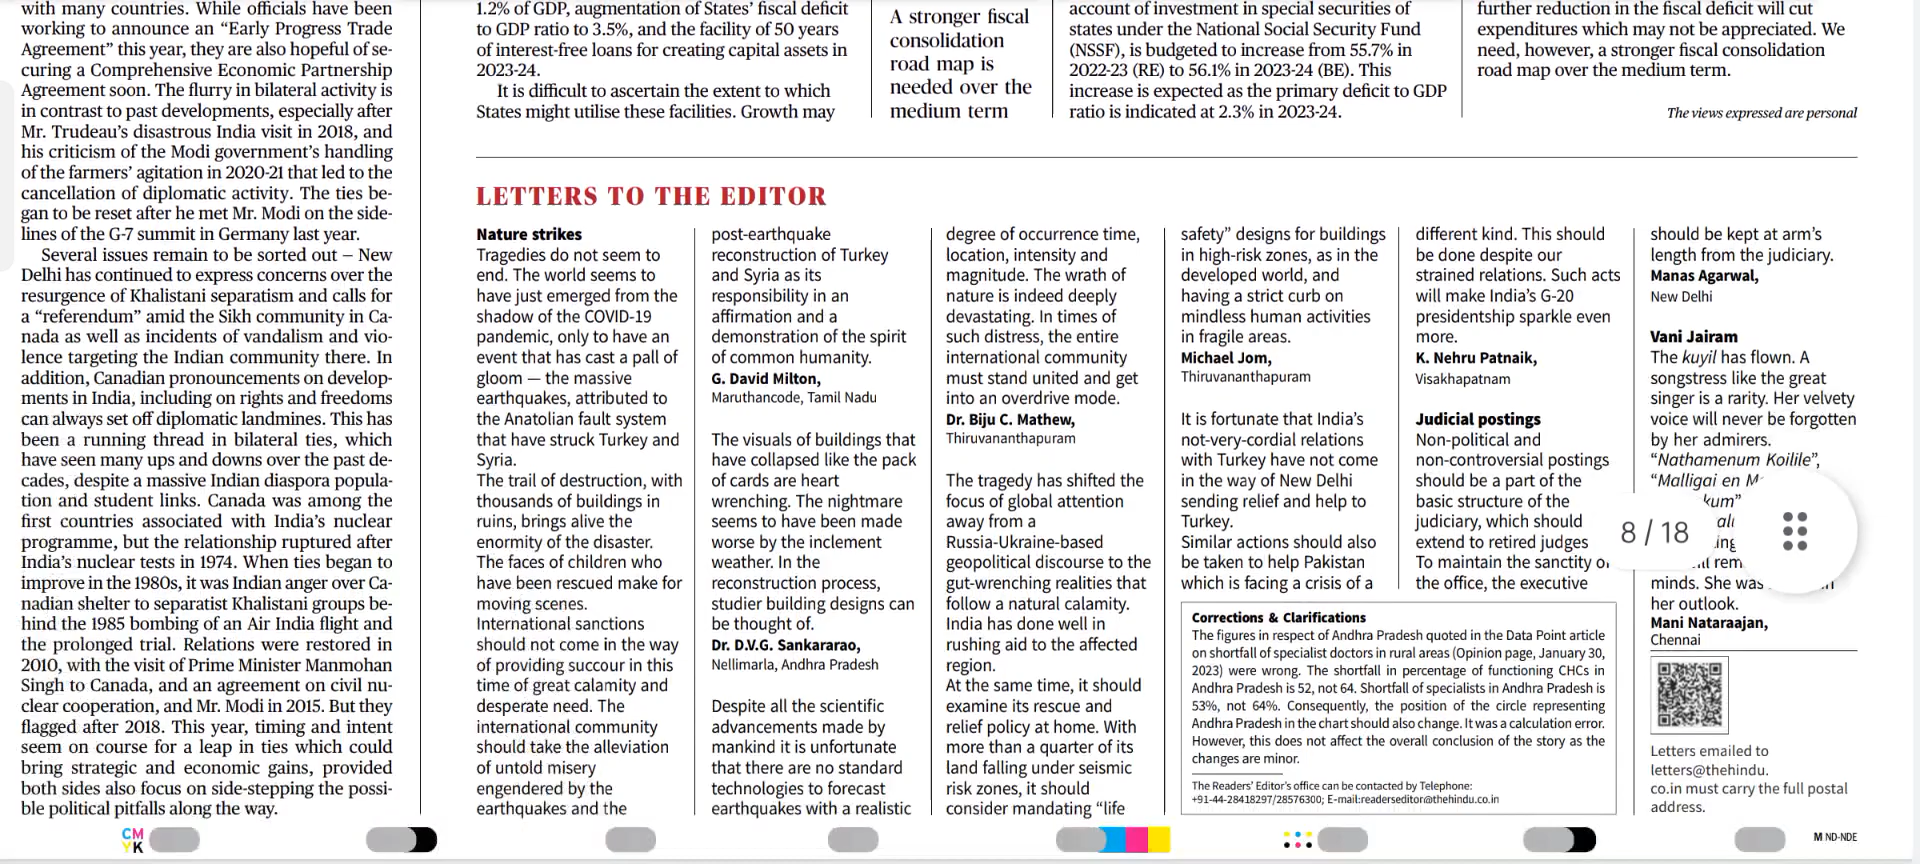 with many countries. While officials have been
working to announce an “Early Progress Trade
Agreement” this year, they are also hopeful of se-
curing a Comprehensive Economic Partnership
Agreement soon. The flurry in bilateral activity is
in contrast to past developments, especially after
Mr. Trudeau’s disastrous India visit in 2018, and
his criticism of the Modi government’s handling
of the farmers’ agitation in 2020-21 that led to the
cancellation of diplomatic activity. The ties be-
gan to be reset after he met Mr. Modi on the side-
lines of the G-7 summit in Germany last year.
Several issues remain to be sorted out – New
Delhi has continued to express concerns over the
resurgence of Khalistani separatism and calls for
a “referendum” amid the Sikh community in Ca-
nada as well as incidents of vandalism and vio-
lence targeting the Indian community there. In
addition, Canadian pronouncements on develop-
ments in India, including on rights and freedoms
can always set off diplomatic landmines. This has
been a running thread in bilateral ties, which
have seen many ups and downs over the past de-
cades, despite a massive Indian diaspora popula-
tion and student links. Canada was among the
first countries associated with India’s nuclear
programme, but the relationship ruptured after
India’s nuclear tests in 1974. When ties began to
improve in the 1980s, it was Indian anger over Ca-
nadian shelter to separatist Khalistani groups be-
hind the 1985 bombing of an Air India flight and
the prolonged trial. Relations were restored in
2010, with the visit of Prime Minister Manmohan
Singh to Canada, and an agreement on civil nu-
clear cooperation, and Mr. Modi in 2015. But they
flagged after 2018. This year, timing and intent
seem on course for a leap in ties which could
bring strategic and economic gains, provided
both sides also focus on side-stepping the possi-
ble political pitfalls along the way.
1.2% of GDP, augmentation of States’ fiscal deficit
to GDP ratio to 3.5%, and the facility of 50 years
of interest-free loans for creating capital assets in
2023-24.
It is difficult to ascertain the extent to which
States might utilise these facilities. Growth may
A stronger fiscal
consolidation
road map is
needed over the
medium term
account of investment in special securities of
states under the National Social Security Fund
(NSSF), is budgeted to increase from 55.7% in
2022-23 (RE) to 56.1% in 2023-24 (BE). This
increase is expected as the primary deficit to GDP
ratio is indicated at 2.3% in 2023-24.
further reduction in the fiscal deficit will cut
expenditures which may not be appreciated. We
need, however, a stronger fiscal consolidation
road map over the medium term.
The views expressed are personal
LETTERS TO THE EDITOR
Nature strikes
Tragedies do not seem to
end. The world seems to
have just emerged from the
shadow of the COVID-19
pandemic, only to have an
event that has cast a pall of
gloom — the massive
earthquakes, attributed to
the Anatolian fault system
that have struck Turkey and
Syria.
The trail of destruction, with
thousands of buildings in
ruins, brings alive the
enormity of the disaster.
The faces of children who
have been rescued make for
moving scenes.
International sanctions
should not come in the way
of providing succour in this
time of great calamity and
desperate need. The
international community
should take the alleviation
of untold misery
engendered by the
earthquakes and the
post-earthquake
reconstruction of Turkey
and Syria as its
responsibility in an
affirmation and a
demonstration of the spirit
of common humanity.
G. David Milton,
Maruthancode, Tamil Nadu
The visuals of buildings that
have collapsed like the pack
of cards are heart
wrenching. The nightmare
seems to have been made
worse by the inclement
weather. In the
reconstruction process,
studier building designs can
be thought of.
Dr. D.V.G. Sankararao,
Nellimarla, Andhra Pradesh
Despite all the scientific
advancements made by
mankind it is unfortunate
that there are no standard
technologies to forecast
earthquakes with a realistic
degree of occurrence time,
location, intensity and
magnitude. The wrath of
nature is indeed deeply
devastating. In times of
such distress, the entire
international community
must stand united and get
into an overdrive mode.
Dr. Biju C. Mathew,
Thiruvananthapuram
The tragedy has shifted the
focus of global attention
away from a
Russia-Ukraine-based
geopolitical discourse to the
gut-wrenching realities that
follow a natural calamity.
India has done well in
rushing aid to the affected
region.
At the same time, it should
examine its rescue and
relief policy at home. With
more than a quarter of its
land falling under seismic
risk zones, it should
consider mandating “life
safety” designs for buildings
in high-risk zones, as in the
developed world, and
having a strict curb on
mindless human activities
in fragile areas.
Michael Jom,
Thiruvananthapuram
It is fortunate that India’s
not-very-cordial relations
with Turkey have not come
in the way of New Delhi
sending relief and help to
Turkey.
Similar actions should also
be taken to help Pakistan
which is facing a crisis of a
different kind. This should
be done despite our
strained relations. Such acts
will make India’s G-20
presidentship sparkle even
more.
K. Nehru Patnaik,
Visakhapatnam
Judicial postings
Non-political and
non-controversial postings
should be a part of the
basic structure of the
judiciary, which should
extend to retired judges
To maintain the sanctity
the office, the executive
should be kept at arm’s
length from the judiciary.
Manas Agarwal,
New Delhi
Vani Jairam
The kuyil has flown. A
songstress like the great
singer is a rarity. Her velvety
voice will never be forgotten
by her admirers.
“Nathamenum Koilile”,
“Malligai en
minds. She was
her outlook.
Mani Nataraajan,
Chennai
8 / 18
Corrections & Clarifications
The figures in respect of Andhra Pradesh quoted in the Data Point article
on shortfall of specialist doctors in rural areas (Opinion page, January 30,
2023) were wrong. The shortfall in percentage of functioning CHCs in
Andhra Pradesh is 52, not 64. Shortfall of specialists in Andhra Pradesh is
53%, not 64%. Consequently, the position of the circle representing
Andhra Pradesh in the chart should also change. It was a calculation error.
However, this does not affect the overall conclusion of the story as the
changes are minor.
The Readers’ Editor’s office can be contacted by Telephone:
+91-44-28418297/28576300; E-mail:readerseditor@thehindu.co.in
Letters emailed to
letters@thehindu.
co.in must carry the full postal
address.
CM
YK
M ND-NDE